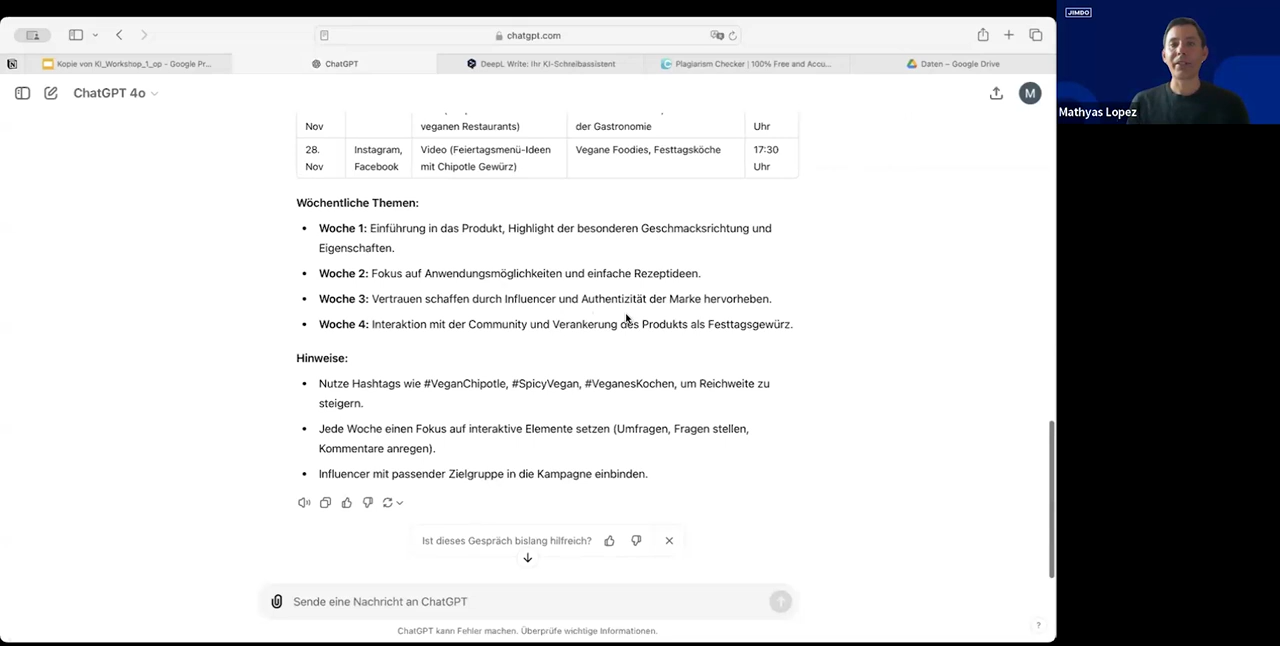 chatgpt.com
Kopie von KI_Workshop_1_op - Google Pr...
ChatGPT
DeepL Write: Ihr KI-Schreibassistent
Plagiarism Checker | 100% Free and Accu...
Daten – Google Drive
JIMDO
Mathyas Lopez
ChatGPT 4o
M
Nov
veganen Restaurants)
der Gastronomie
Uhr
28. Nov
Instagram, Facebook
Video (Feiertagsmenü-Ideen mit Chipotle Gewürz)
Vegane Foodies, Festtagsköche
17:30 Uhr
Wöchentliche Themen:
• Woche 1: Einführung in das Produkt, Highlight der besonderen Geschmacksrichtung und
Eigenschaften.
• Woche 2: Fokus auf Anwendungsmöglichkeiten und einfache Rezeptideen.
• Woche 3: Vertrauen schaffen durch Influencer und Authentizität der Marke hervorheben.
• Woche 4: Interaktion mit der Community und Verankerung des Produkts als Festtagsgewürz.
Hinweise:
• Nutze Hashtags wie #VeganChipotle, #SpicyVegan, #VeganesKochen, um Reichweite zu
steigern.
• Jede Woche einen Fokus auf interaktive Elemente setzen (Umfragen, Fragen stellen,
Kommentare anregen).
• Influencer mit passender Zielgruppe in die Kampagne einbinden.
Ist dieses Gespräch bislang hilfreich?
Sende eine Nachricht an ChatGPT
ChatGPT kann Fehler machen. Überprüfe wichtige Informationen.
?